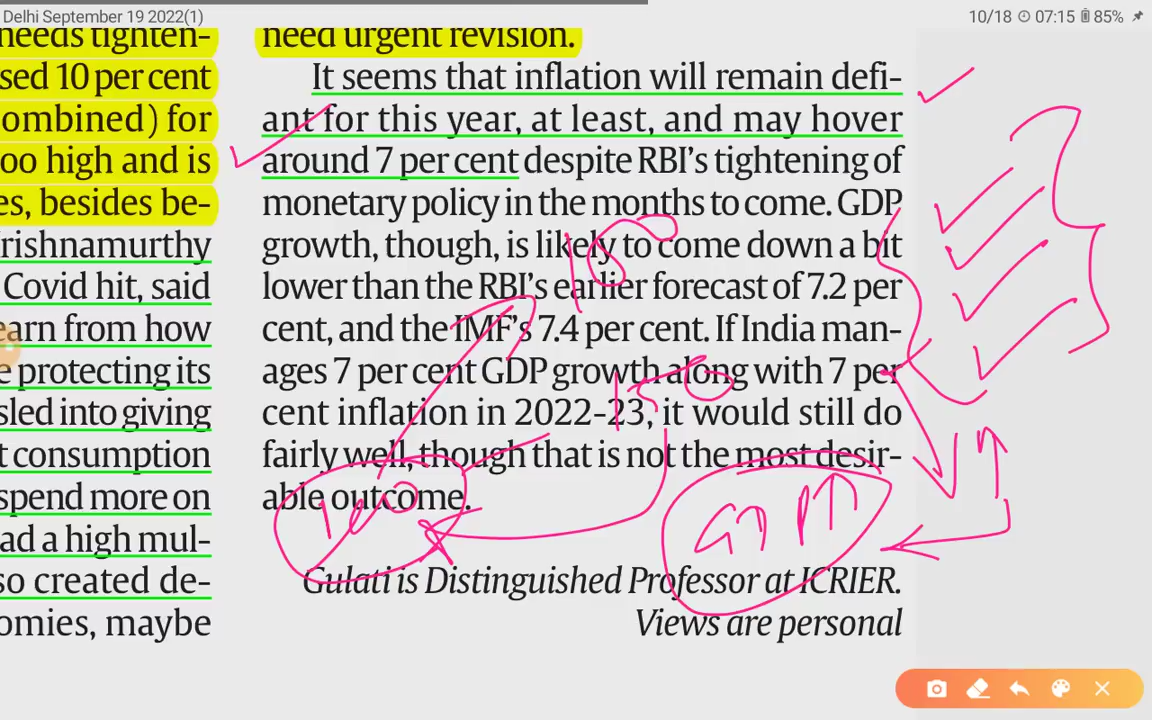 Delhi September 19 2022(1)
10/18 07:15 85%
needs tighten-
sed 10 per cent
ombined) for
oo high and is
es, besides be-
rishnamurthy
Covid hit, said
earn from how
e protecting its
sled into giving
t consumption
spend more on
ad a high mul-
so created de-
omies, maybe
need urgent revision.
It seems that inflation will remain defi-
ant for this year, at least, and may hover
around 7 per cent despite RBI's tightening of
monetary policy in the months to come. GDP
growth, though, is likely to come down a bit
lower than the RBI's earlier forecast of 7.2 per
cent, and the IMF's 7.4 per cent. If India man-
ages 7 per cent GDP growth along with 7 per
cent inflation in 2022-23, it would still do
fairly well, though that is not the most desir-
able outcome.
Gulati is Distinguished Professor at ICRIER.
Views are personal
100
150